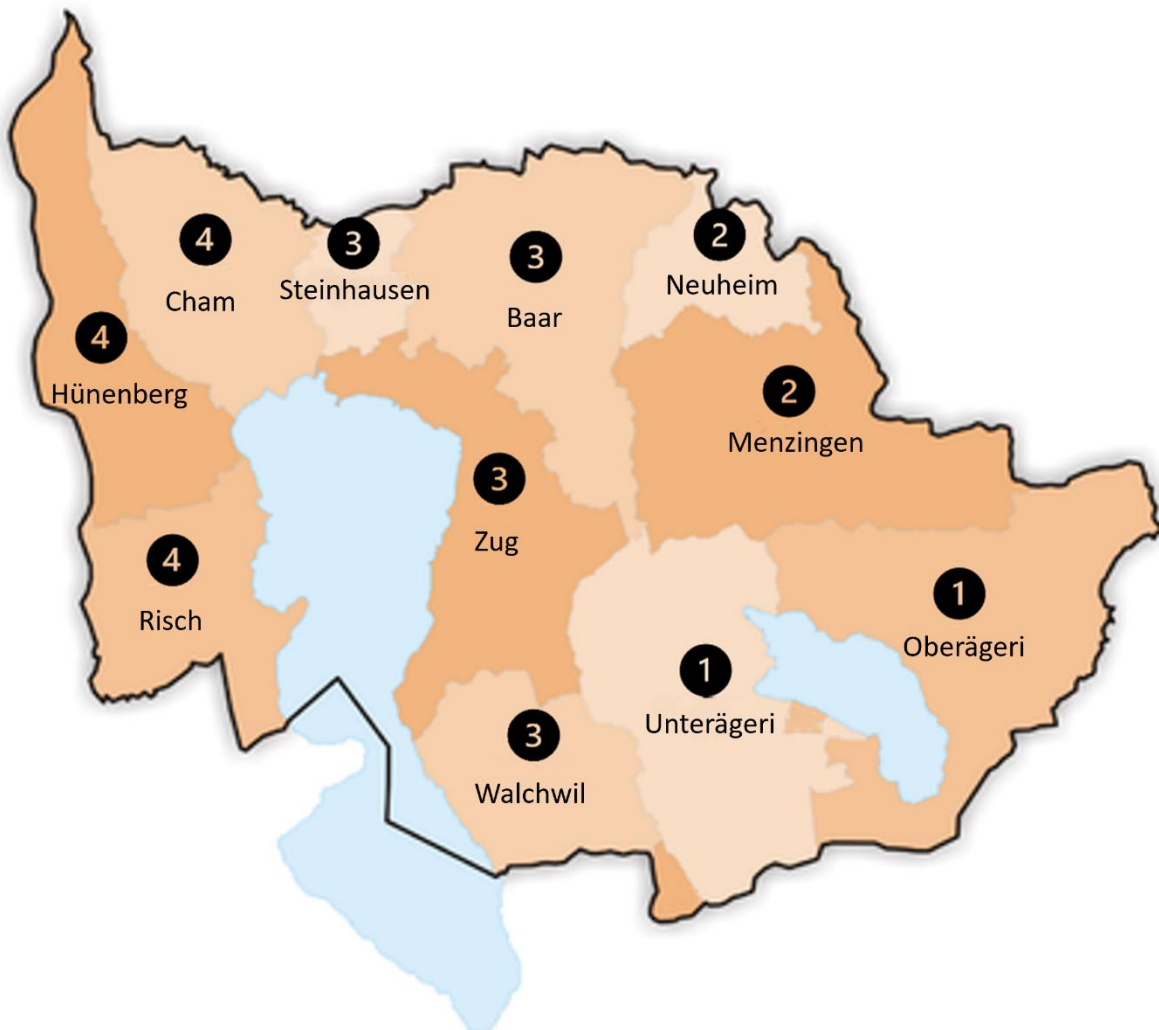 4
Cham
3
Steinhausen
3
Baar
2
Neuheim
4
Hünenberg
2
Menzingen
3
Zug
4
Risch
1
Oberägeri
1
Unterägeri
3
Walchwil